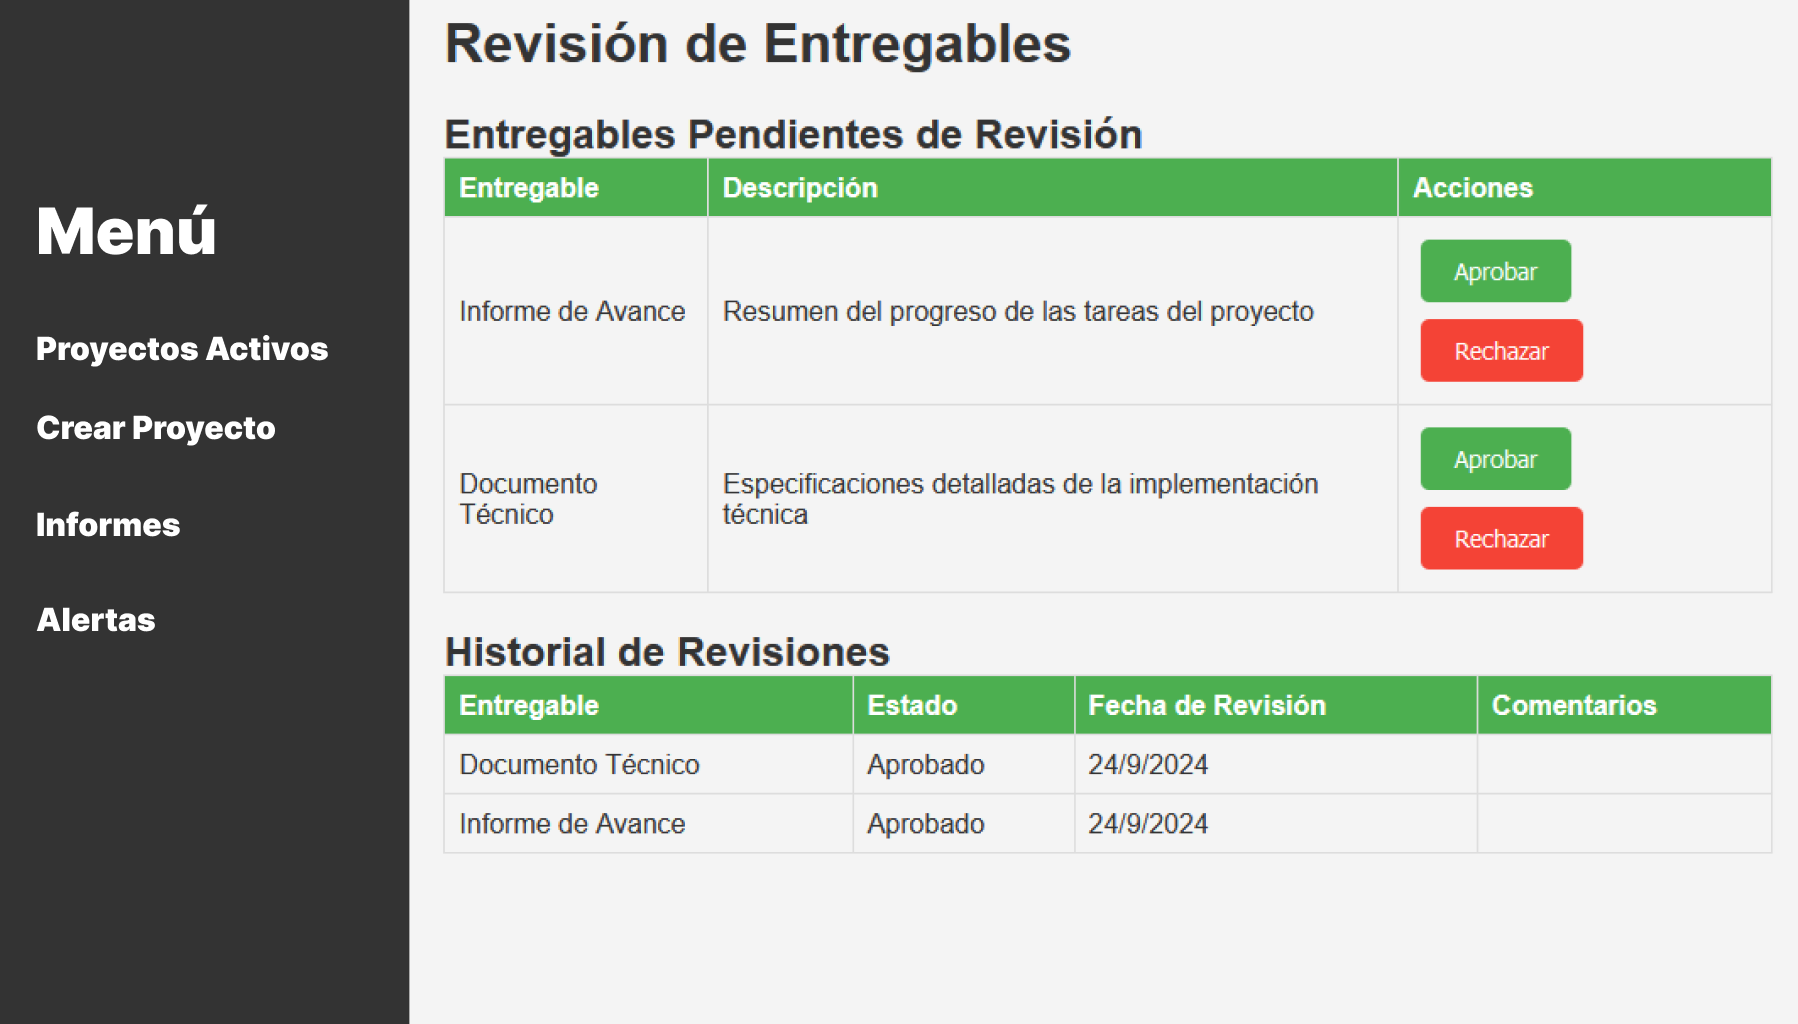 Menú
Proyectos Activos
Crear Proyecto
Informes
Alertas
Revisión de Entregables
Entregables Pendientes de Revisión
Entregable Descripción Acciones
Informe de Avance Resumen del progreso de las tareas del proyecto
Aprobar
Rechazar
Documento
Técnico
Especificaciones detalladas de la implementación
técnica
Aprobar
Rechazar
Historial de Revisiones
Entregable Estado Fecha de Revisión Comentarios
Documento Técnico Aprobado 24/9/2024
Informe de Avance Aprobado 24/9/2024